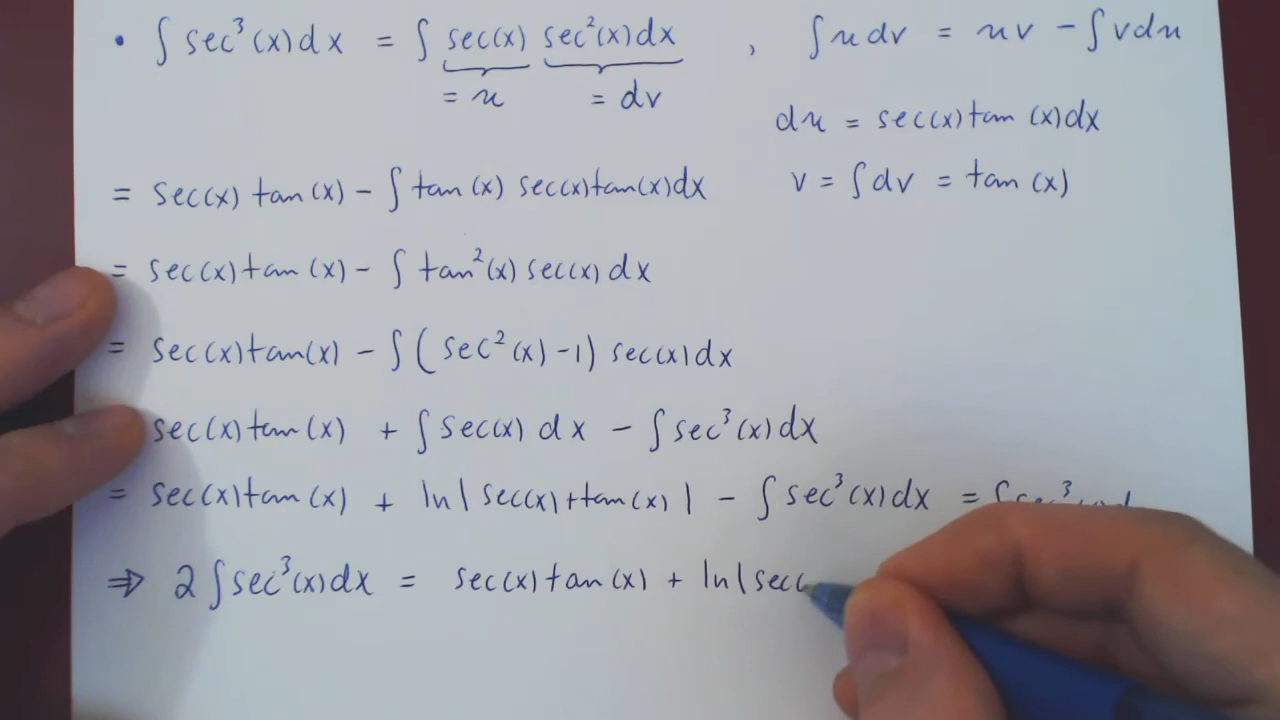 • ∫ sec³(x)dx = ∫ sec(x) sec²(x)dx , ∫u dv = uv - ∫vdu
= u = dv
du = sec(x)tan(x)dx
= sec(x) tan(x) - ∫ tan(x) sec(x)tan(x)dx v = ∫dv = tan(x)
= sec(x)tan(x) - ∫ tan²(x) sec(x) dx
= sec(x)tan(x) - ∫ (sec²(x)-1) sec(x)dx
sec(x)tan(x) + ∫ sec(x) dx - ∫ sec³(x)dx
= sec(x)tan(x) + ln|sec(x)+tan(x)| - ∫ sec³(x)dx =
⇒ 2 ∫sec³(x)dx = sec(x)tan(x) + ln|sec(